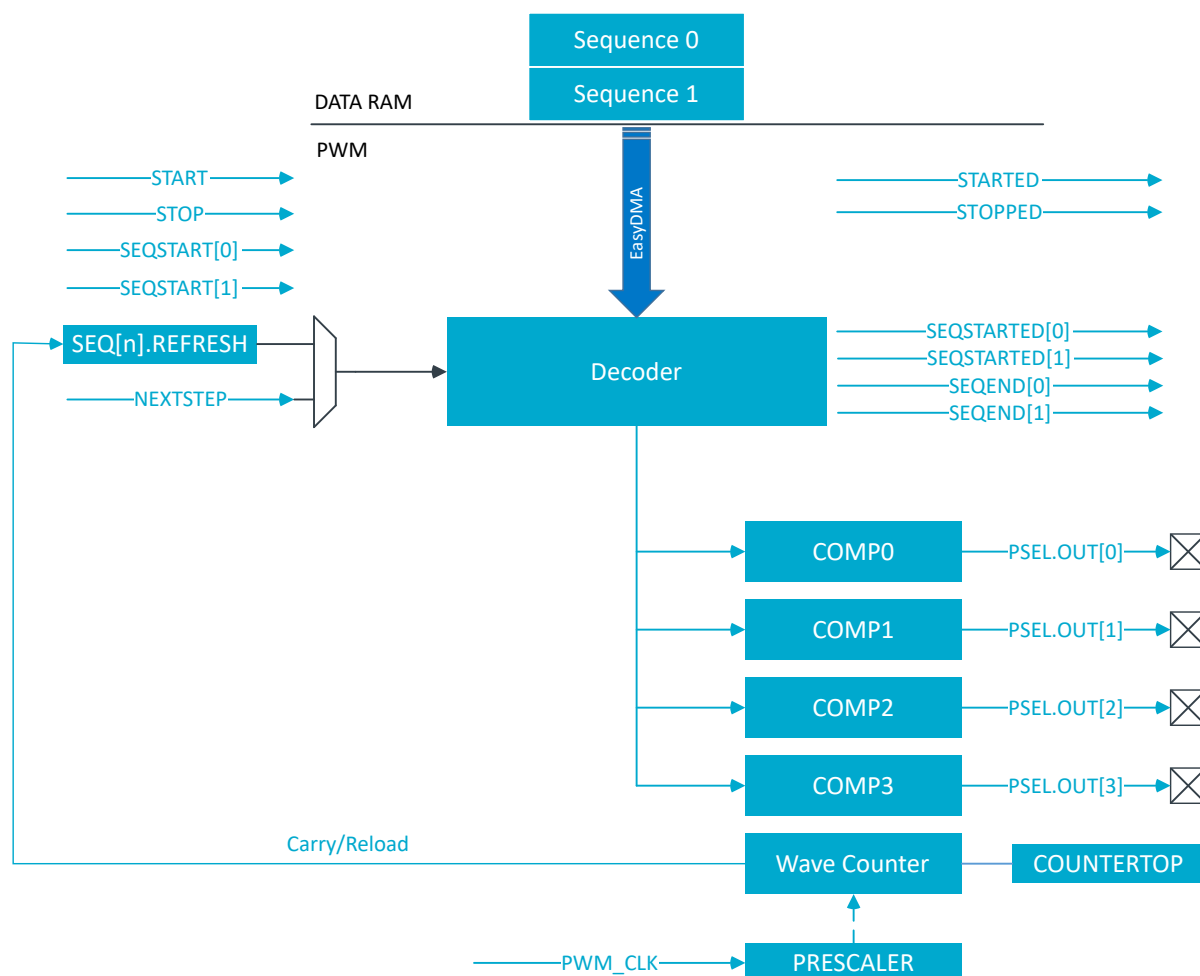 Sequence 0
Sequence 1
DATA RAM
PWM
START
STOP
SEQSTART[0]
SEQSTART[1]
STARTED
STOPPED
EasyDMA
SEQ[n].REFRESH
NEXTSTEP
Decoder
SEQSTARTED[0]
SEQSTARTED[1]
SEQEND[0]
SEQEND[1]
COMP0
PSEL.OUT[0]
COMP1
PSEL.OUT[1]
COMP2
PSEL.OUT[2]
COMP3
PSEL.OUT[3]
Carry/Reload
Wave Counter
COUNTERTOP
PWM_CLK
PRESCALER